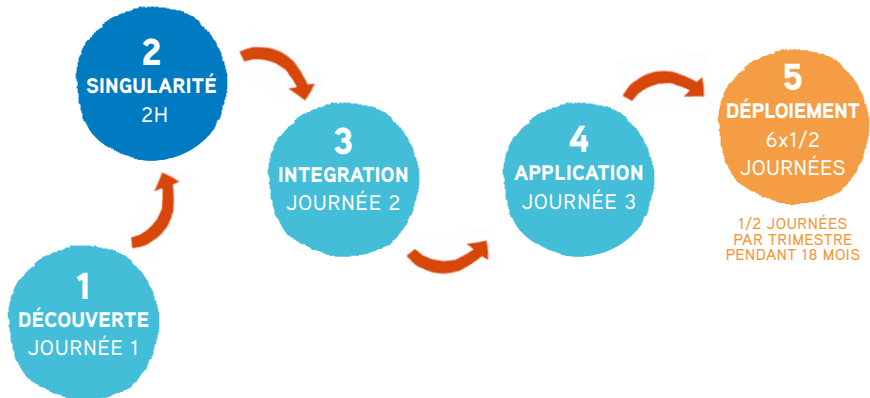 1
DÉCOUVERTE
JOURNÉE 1
2
SINGULARITÉ
2H
3
INTEGRATION
JOURNÉE 2
4
APPLICATION
JOURNÉE 3
5
DÉPLOIEMENT
6x1/2
JOURNÉES
1/2 JOURNÉES
PAR TRIMESTRE
PENDANT 18 MOIS